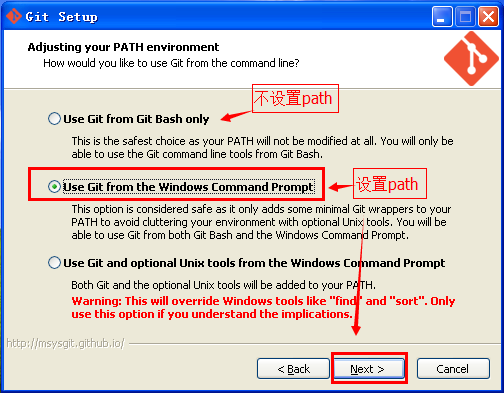 Git Setup
Adjusting your PATH environment
How would you like to use Git from the command line?
不设置path
Use Git from Git Bash only
This is the safest choice as your PATH will not be modified at all. You will only be
able to use the Git command line tools from Git Bash.
Use Git from the Windows Command Prompt
设置path
This option is considered safe as it only adds some minimal Git wrappers to your
PATH to avoid cluttering your environment with optional Unix tools. You will be
able to use Git from both Git Bash and the Windows Command Prompt.
Use Git and optional Unix tools from the Windows Command Prompt
Both Git and the optional Unix tools will be added to your PATH.
Warning: This will override Windows tools like "find" and "sort". Only
use this option if you understand the implications.
http://msysgit.github.io/
< Back
Next >
Cancel